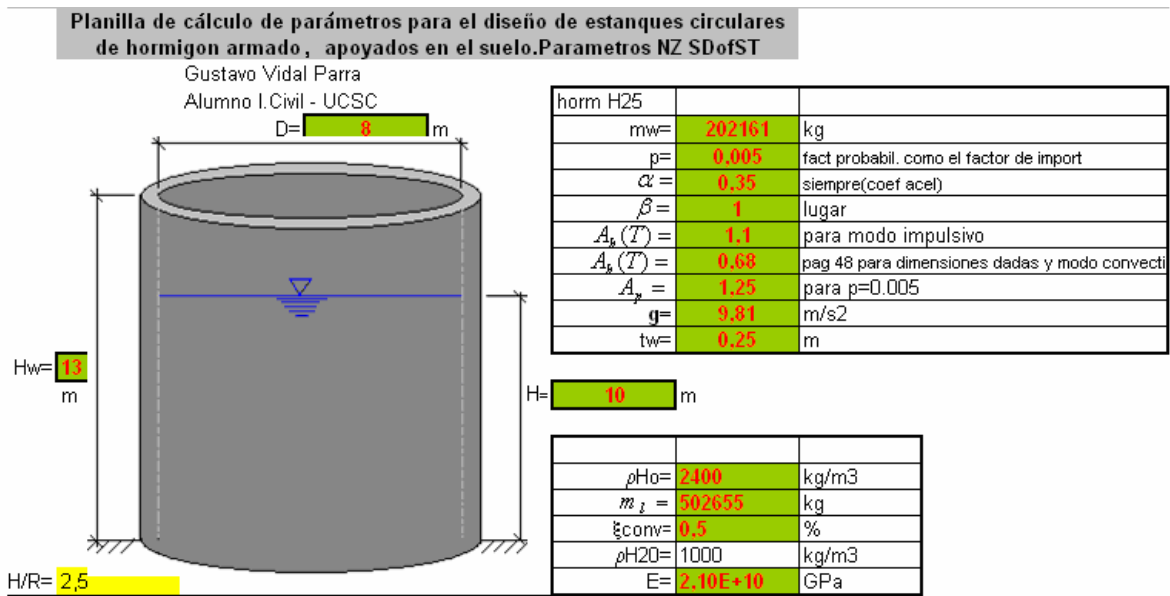 Planilla de cálculo de parámetros para el diseño de estanques circulares
de hormigon armado, apoyados en el suelo.Parametros NZ SDofST
Gustavo Vidal Parra
Alumno I.Civil - UCSC
D= 8 m
horm H25
mw= 202161 kg
p= 0.005 fact probabil. como el factor de import
α = 0.35 siempre(coef acel)
β = 1 lugar
A_h(T) = 1.1 para modo impulsivo
A_h(T) = 0.68 pag 48 para dimensiones dadas y modo convecti
A_p = 1.25 para p=0.005
g= 9.81 m/s2
tw= 0.25 m
Hw= 13
m
H= 10 m
ρHo= 2400 kg/m3
m_l = 502655 kg
ξconv= 0.5 %
ρH20= 1000 kg/m3
E= 2.10E+10 GPa
H/R= 2,5